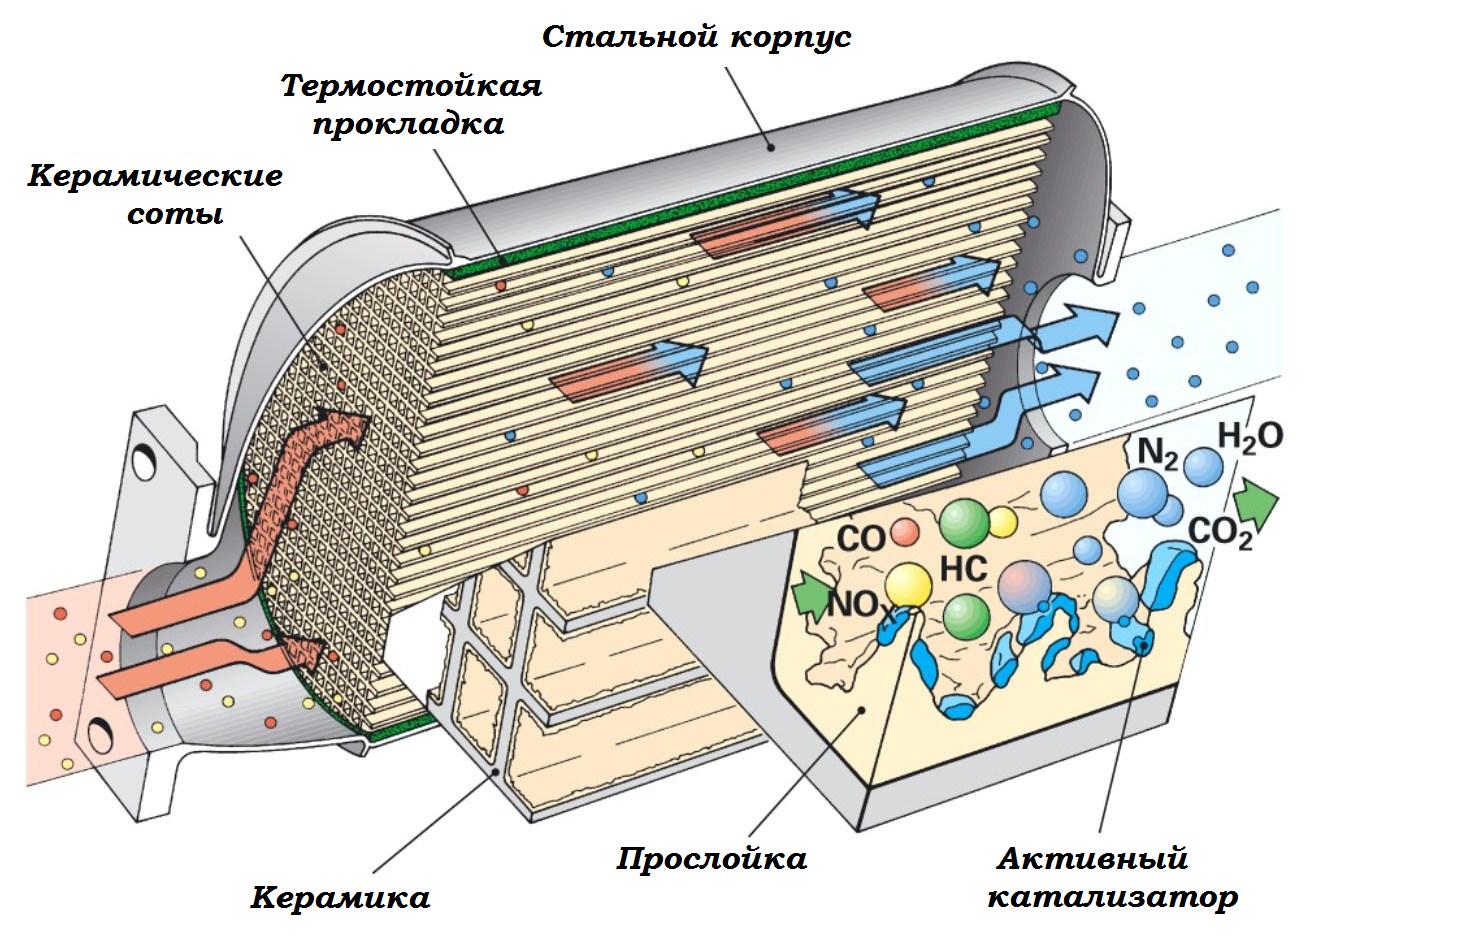 Стальной корпус
Термостойкая
прокладка
Керамические
соты
N2
H2O
CO
CO2
HC
NOx
Прослойка
Активный
катализатор
Керамика